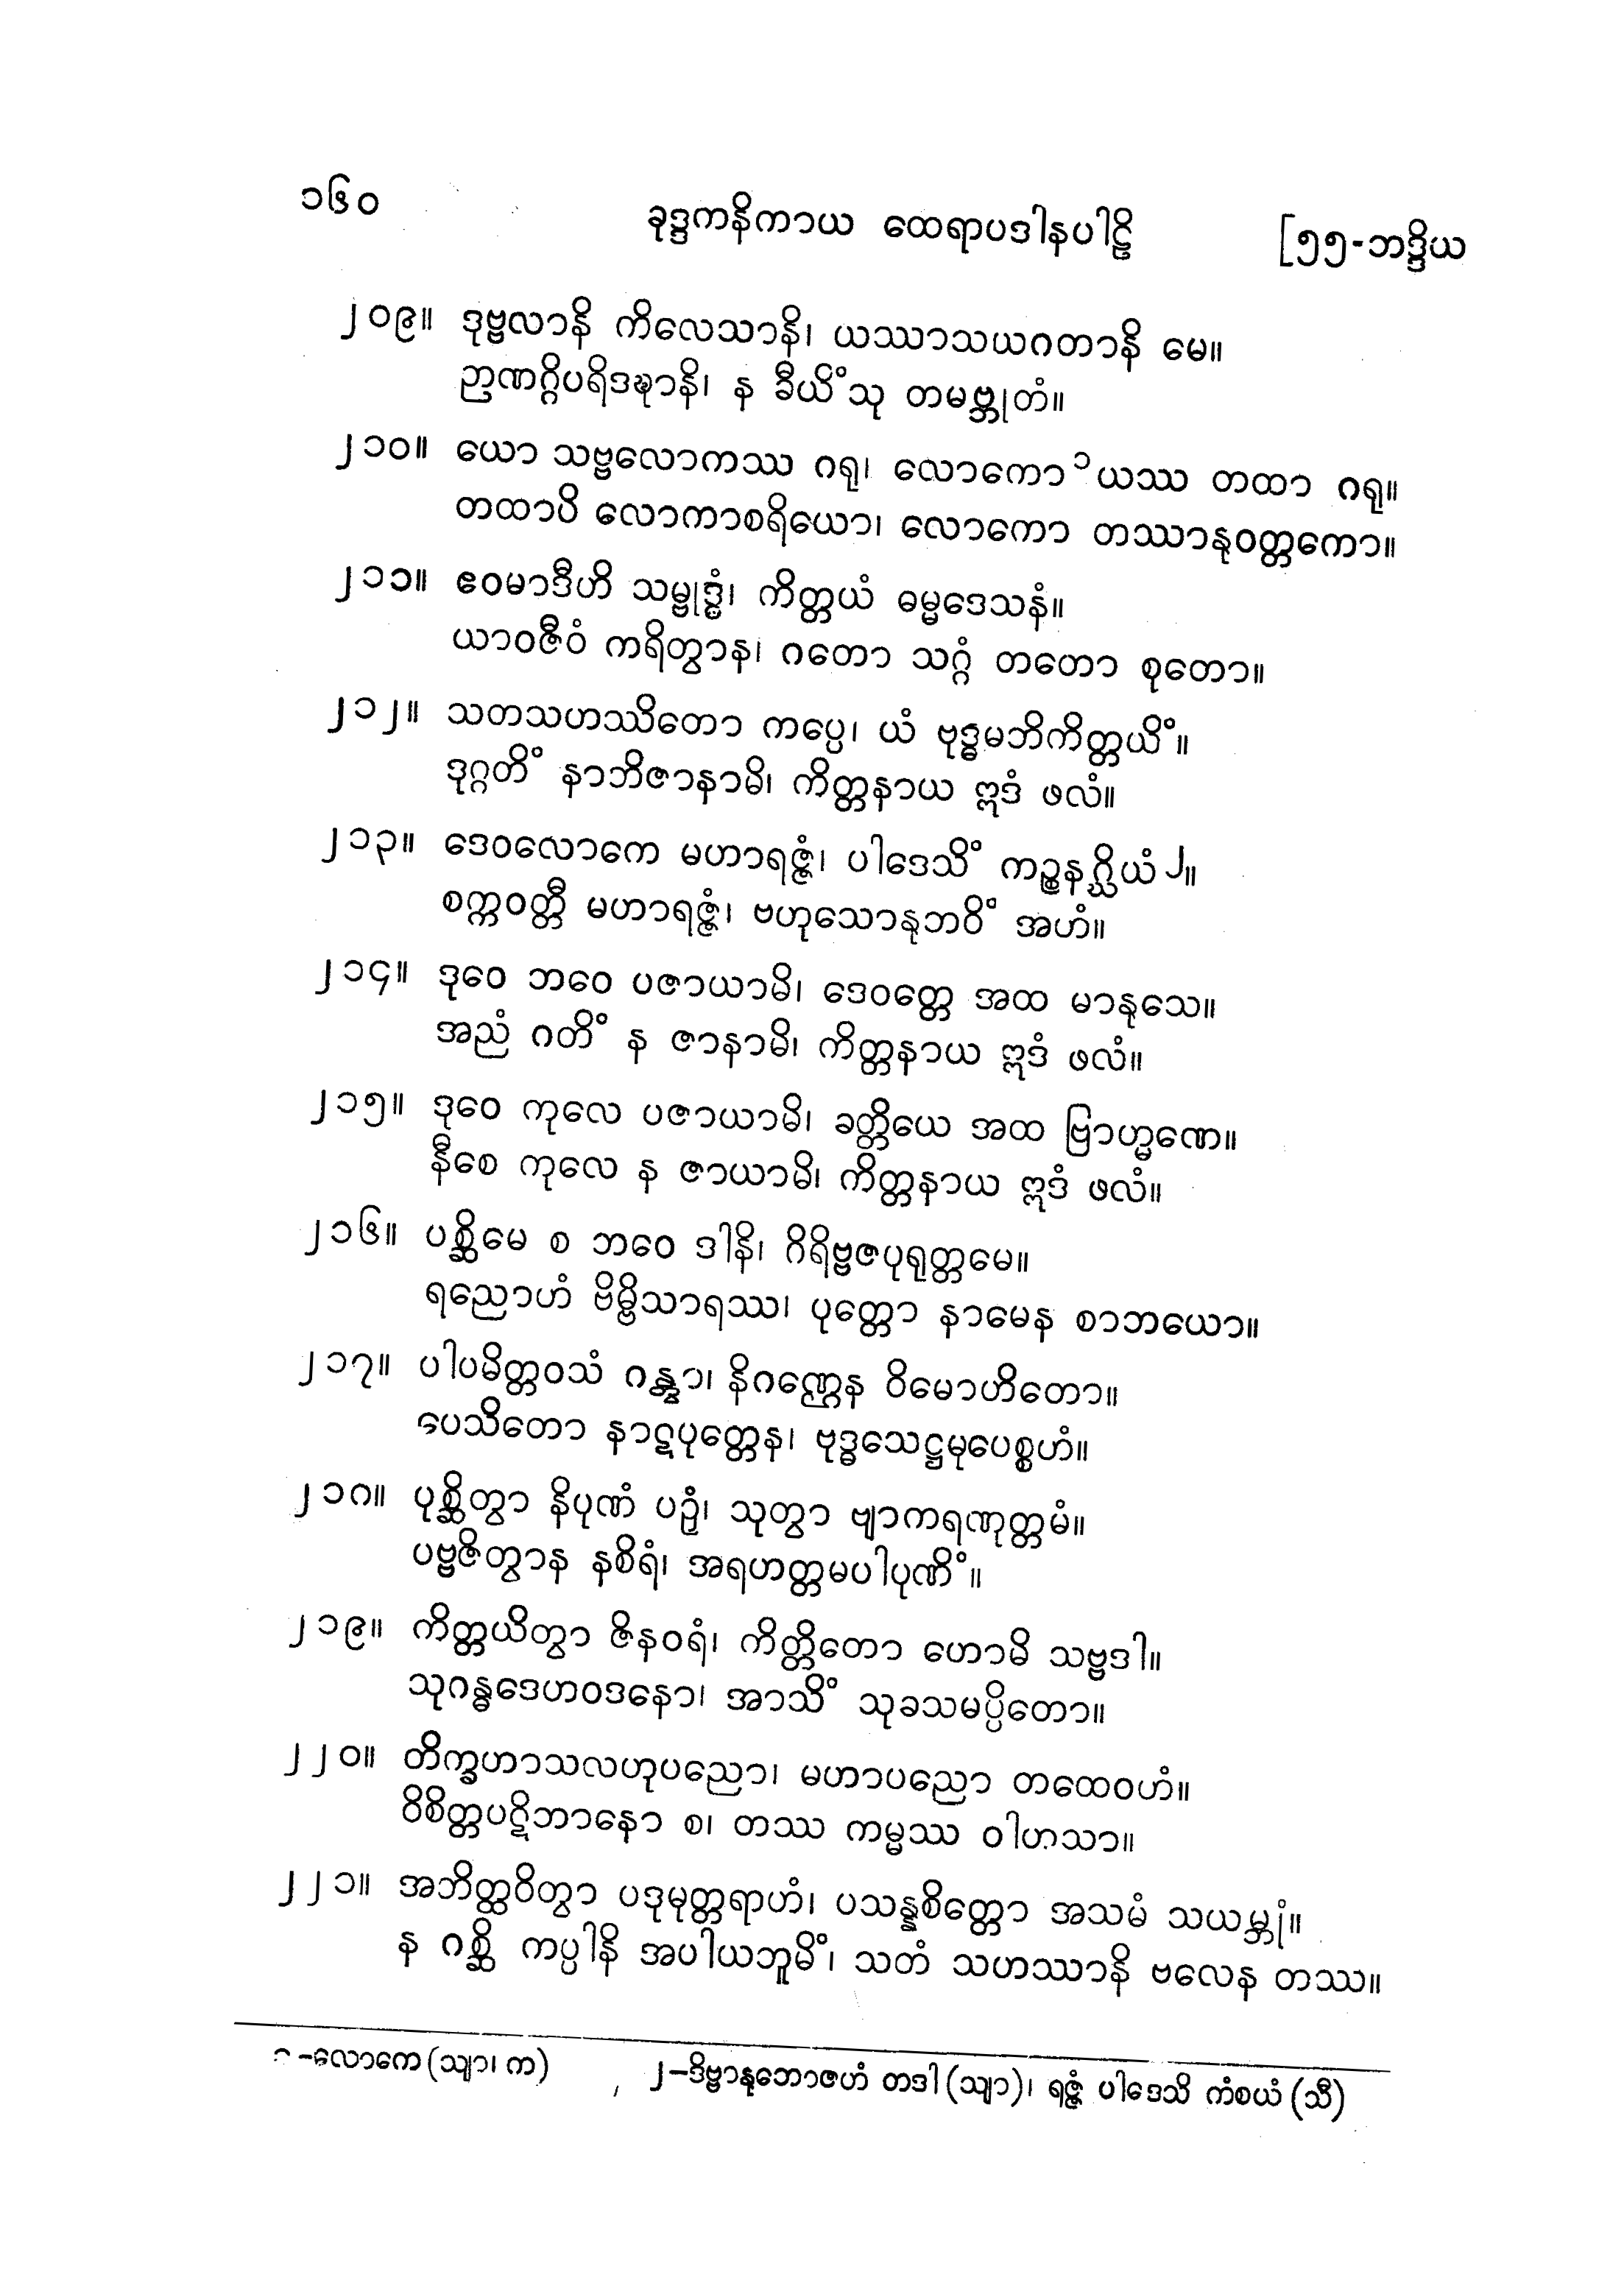 ၁၆၀ ခုဒ္ဒကနိကာယ ထေရာပဒါနပါဠိ [၅၅-ဘဒ္ဒိယ
၂၀၉။ ဒုဗ္ဗလာနိ ကိလေသာနိ၊ ယဿာသယဂတာနိ မေ။
ဉာဏဂ္ဂိပရိဒဍ္ဎာနိ၊ န ခီယိံသု တမဗ္ဘုတံ။
၂၁၀။ ယော သဗ္ဗလောကဿ ဂရု၊ လောကော၁ ယဿ တထာ ဂရု။
တထာပိ လောကာစရိယော၊ လောကော တဿာနုဝတ္တကော။
၂၁၁။ ဧဝမာဒီဟိ သမ္ဗုဒ္ဓံ၊ ကိတ္တယံ ဓမ္မဒေသနံ။
ယာဝဇီဝံ ကရိတွာန၊ ဂတော သဂ္ဂံ တတော စုတော။
၂၁၂။ သတသဟဿိတော ကပ္ပေ၊ ယံ ဗုဒ္ဓမဘိကိတ္တယိံ။
ဒုဂ္ဂတိံ နာဘိဇာနာမိ၊ ကိတ္တနာယ ဣဒံ ဖလံ။
၂၁၃။ ဒေဝလောကေ မဟာရဇ္ဇံ၊ ပါဒေသိံ ကဉ္စနဂ္ဃိယံ၂။
စက္ကဝတ္တီ မဟာရဇ္ဇံ၊ ဗဟုသောနုဘဝိံ အဟံ။
၂၁၄။ ဒုဝေ ဘဝေ ပဇာယာမိ၊ ဒေဝတ္တေ အထ မာနုသေ။
အညံ ဂတိံ န ဇာနာမိ၊ ကိတ္တနာယ ဣဒံ ဖလံ။
၂၁၅။ ဒုဝေ ကုလေ ပဇာယာမိ၊ ခတ္တိယေ အထ ဗြာဟ္မဏေ။
နီစေ ကုလေ န ဇာယာမိ၊ ကိတ္တနာယ ဣဒံ ဖလံ။
၂၁၆။ ပစ္ဆိမေ စ ဘဝေ ဒါနိ၊ ဂိရိဗ္ဗဇပုရုတ္တမေ။
ရညောဟံ ဗိမ္ဗိသာရဿ၊ ပုတ္တော နာမေန စာဘယော။
၂၁၇။ ပါပမိတ္တဝသံ ဂန္တွာ၊ နိဂဏ္ဌေန ဝိမောဟိတော။
ပေသိတော နာဋပုတ္တေန၊ ဗုဒ္ဓသေဋ္ဌမုပေစ္စဟံ။
၂၁၈။ ပုစ္ဆိတွာ နိပုဏံ ပဉှံ၊ သုတွာ ဗျာကရဏုတ္တမံ။
ပဗ္ဗဇိတွာန နစိရံ၊ အရဟတ္တမပါပုဏိံ။
၂၁၉။ ကိတ္တယိတွာ ဇိနဝရံ၊ ကိတ္တိတော ဟောမိ သဗ္ဗဒါ။
သုဂန္ဓဒေဟဝဒနော၊ အာသိံ သုခသမပ္ပိတော။
၂၂၀။ တိက္ခဟာသလဟုပညော၊ မဟာပညော တထေဝဟံ။
ဝိစိတ္တပဋိဘာနော စ၊ တဿ ကမ္မဿ ဝါဟသာ။
၂၂၁။ အဘိတ္ထဝိတွာ ပဒုမုတ္တရာဟံ၊ ပသန္နစိတ္တော အသမံ သယမ္ဘုံ။
န ဂစ္ဆိ ကပ္ပါနိ အပါယဘူမိံ၊ သတံ သဟဿာနိ ဗလေန တဿ။
၁-လောကေ (သျာ၊ က) ၂-ဒိဗ္ဗာနုဘောဇဟံ တဒါ (သျာ)၊ ရဇ္ဇံ ပါဒေသိ ကံစယံ (သီ)